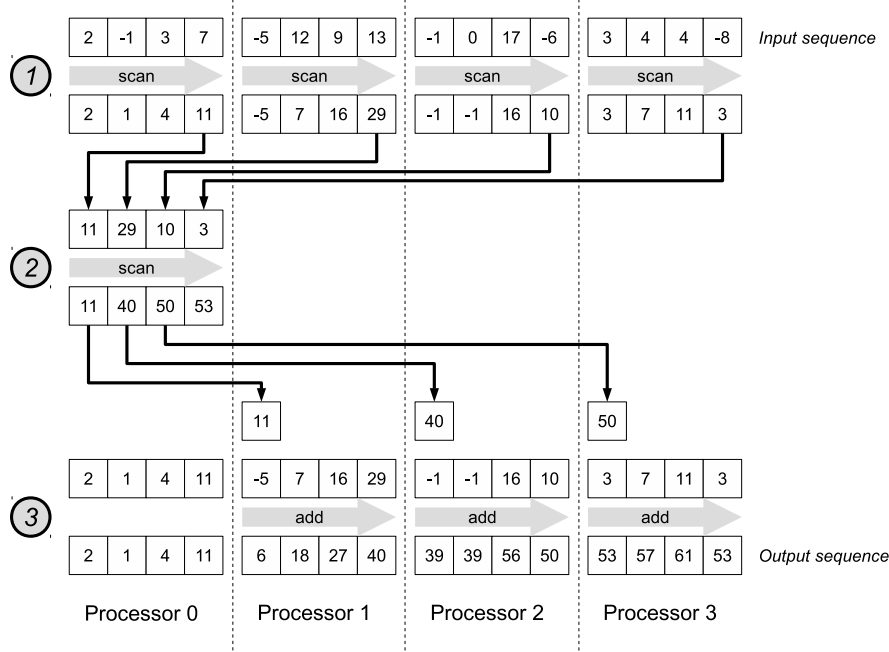 2 -1 3 7 -5 12 9 13 -1 0 17 -6 3 4 4 -8 Input sequence
1 scan scan scan scan
2 1 4 11 -5 7 16 29 -1 -1 16 10 3 7 11 3
11 29 10 3
2 scan
11 40 50 53
11 40 50
2 1 4 11 -5 7 16 29 -1 -1 16 10 3 7 11 3
3 add add add
2 1 4 11 6 18 27 40 39 39 56 50 53 57 61 53 Output sequence
Processor 0 Processor 1 Processor 2 Processor 3